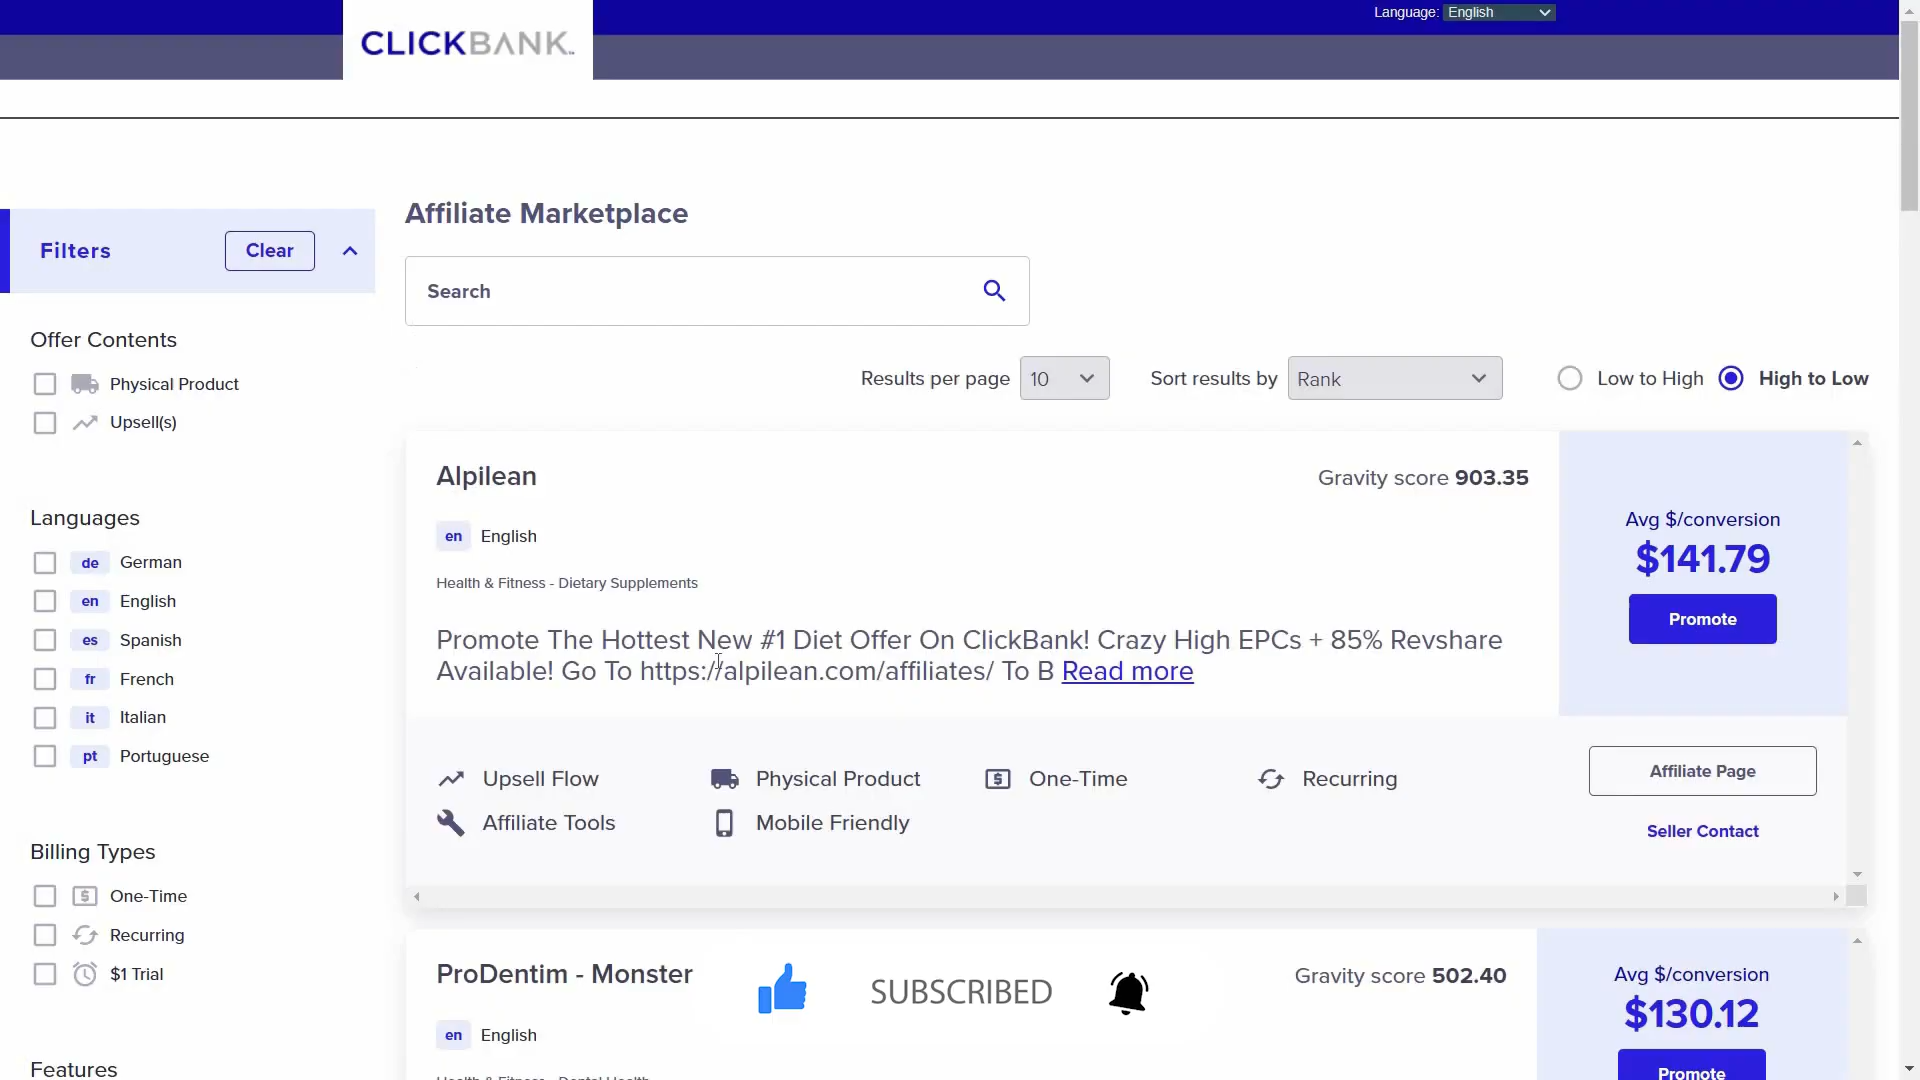 Language: English
CLICKBANK
Affiliate Marketplace
Filters
Clear
Search
Offer Contents
Physical Product
Upsell(s)
Results per page 10
Sort results by Rank
Low to High
High to Low
Languages
de German
en English
es Spanish
fr French
it Italian
pt Portuguese
Billing Types
One-Time
Recurring
$1 Trial
Features
Alpilean
Gravity score 903.35
en English
Health & Fitness - Dietary Supplements
Promote The Hottest New #1 Diet Offer On ClickBank! Crazy High EPCs + 85% Revshare
Available! Go To https://alpilean.com/affiliates/ To B Read more
Avg $/conversion
$141.79
Promote
Upsell Flow
Physical Product
One-Time
Recurring
Affiliate Tools
Mobile Friendly
Affiliate Page
Seller Contact
ProDentim - Monster
SUBSCRIBED
Gravity score 502.40
en English
Avg $/conversion
$130.12
Promote